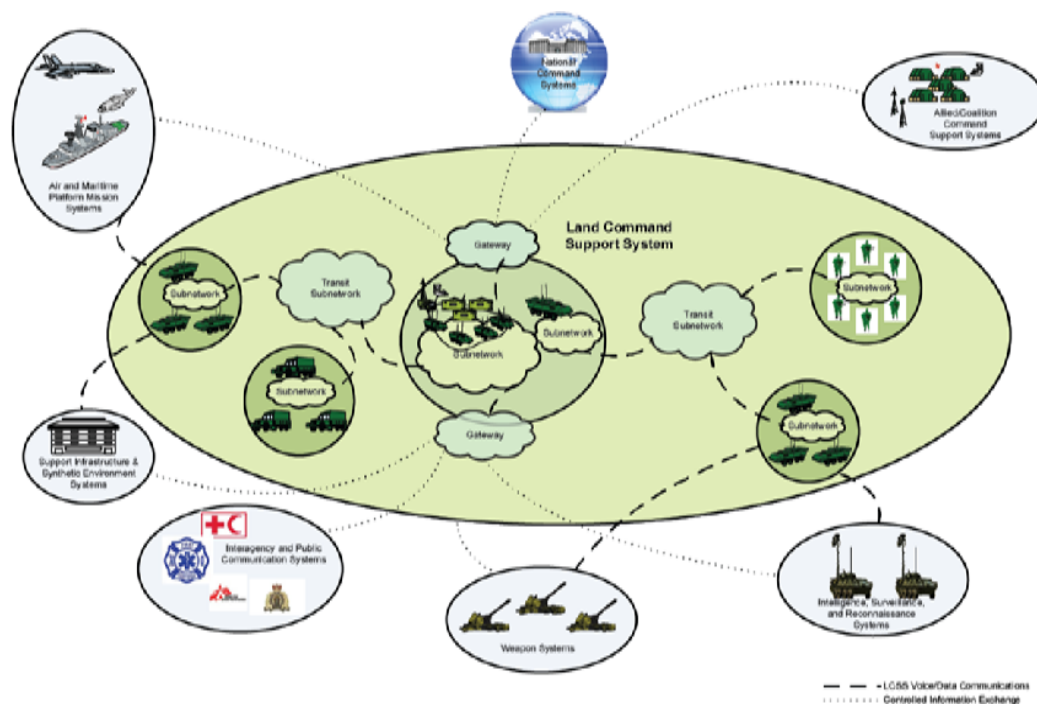 National
Command
Systems
Allied/Coalition
Command
Support Systems
Air and Maritime
Platform Mission
Systems
Land Command
Support System
Gateway
Subnetwork
Transit
Subnetwork
Subnetwork
Subnetwork
Subnetwork
Transit
Subnetwork
Subnetwork
Subnetwork
Gateway
Support Infrastructure &
Synthetic Environment
Systems
Interagency and Public
Communication Systems
Weapon Systems
Intelligence, Surveillance,
and Reconnaissance
Systems
LCSS Voice/Data Communications
Controlled Information Exchange